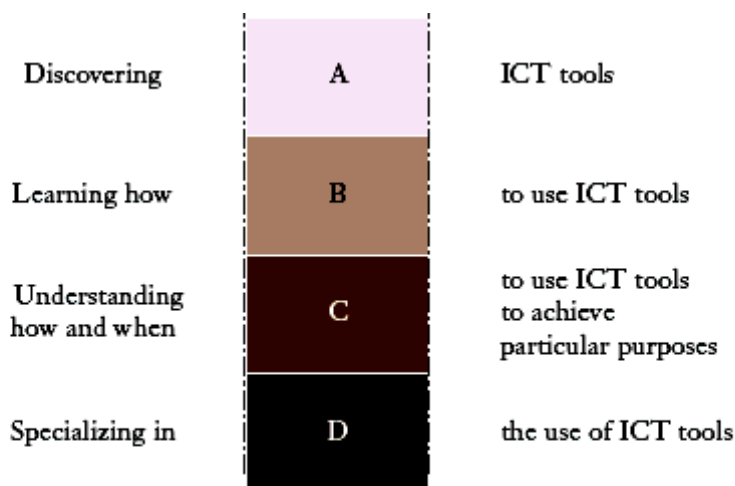 Discovering A ICT tools
Learning how B to use ICT tools
Understanding
how and when
C
to use ICT tools
to achieve
particular purposes
Specializing in D the use of ICT tools